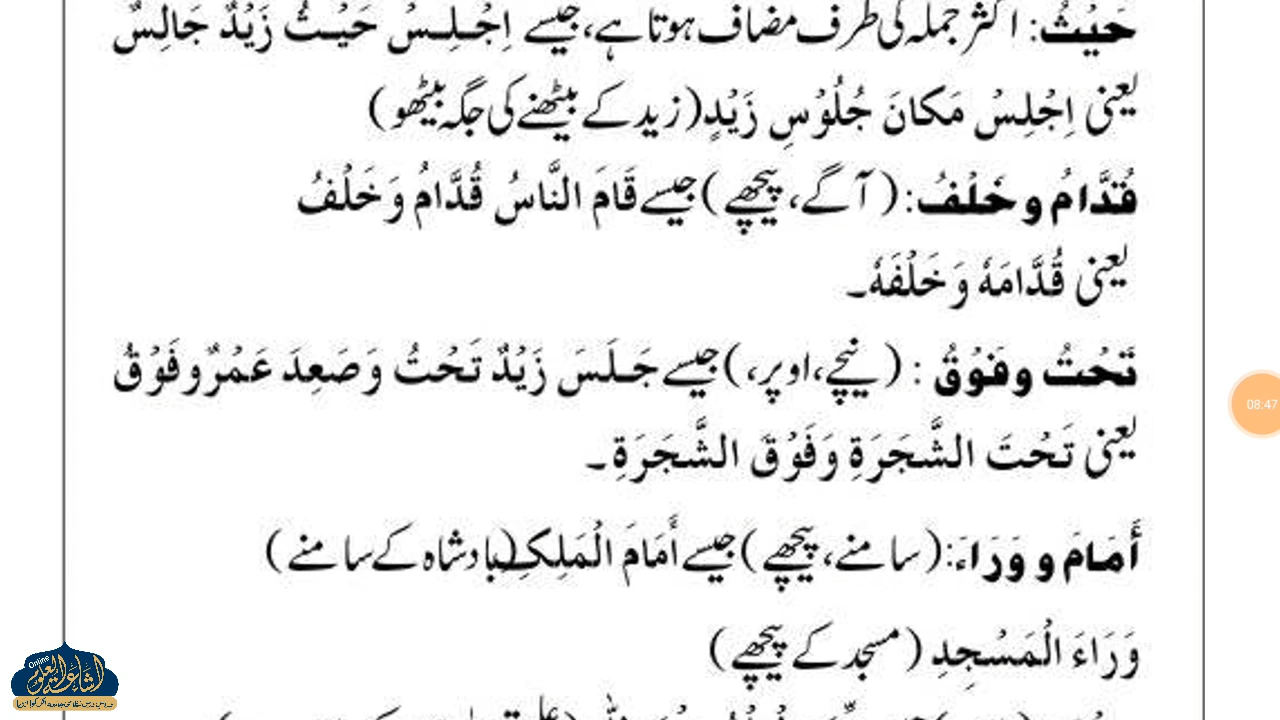 حَیْثُ: اکثر جملہ کی طرف مضاف ہوتا ہے، جیسے اِجْلِسْ حَیْثُ زَیْدٌ جَالِسٌ
یعنی اِجْلِسْ مَکانَ جُلُوْسِ زَیْدٍ (زید کے بیٹھنے کی جگہ بیٹھو)
قُدَّامُ و خَلْفُ: (آگے، پیچھے) جیسے قَامَ النَّاسُ قُدَّامُ وَ خَلْفُ
یعنی قُدَّامَهٗ وَ خَلْفَهٗ۔
تَحْتُ وفَوْقُ : (نیچے، اوپر،) جیسے جَلَسَ زَیْدٌ تَحْتُ وَ صَعِدَ عَمْرٌو فَوْقُ
یعنی تَحْتَ الشَّجَرَةِ وَ فَوْقَ الشَّجَرَةِ ۔
أَمَامَ و وَرَاءَ: (سامنے، پیچھے) جیسے أَمَامَ الْمَلِکِ (بادشاہ کے سامنے)
وَرَاءَ الْمَسْجِدِ (مسجد کے پیچھے)
08:47
Online